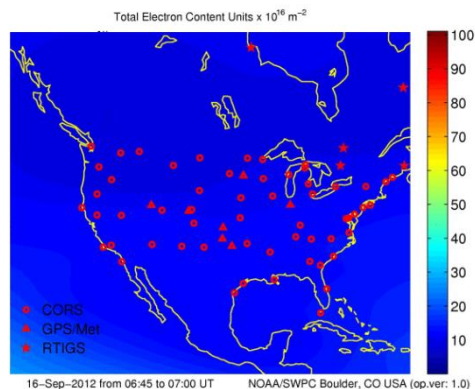 Total Electron Content Units x 10¹⁶ m⁻²
100
90
80
70
60
50
40
30
20
10
0
CORS
GPS/Met
RTIGS
16-Sep-2012 from 06:45 to 07:00 UT
NOAA/SWPC Boulder, CO USA (op.ver: 1.0)